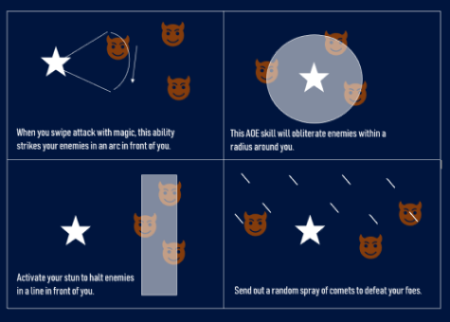 When you swipe attack with magic, this ability
strikes your enemies in an arc in front of you.
This AOE skill will obliterate enemies within a
radius around you.
Activate your stun to halt enemies
in a line in front of you.
Send out a random spray of comets to defeat your foes.